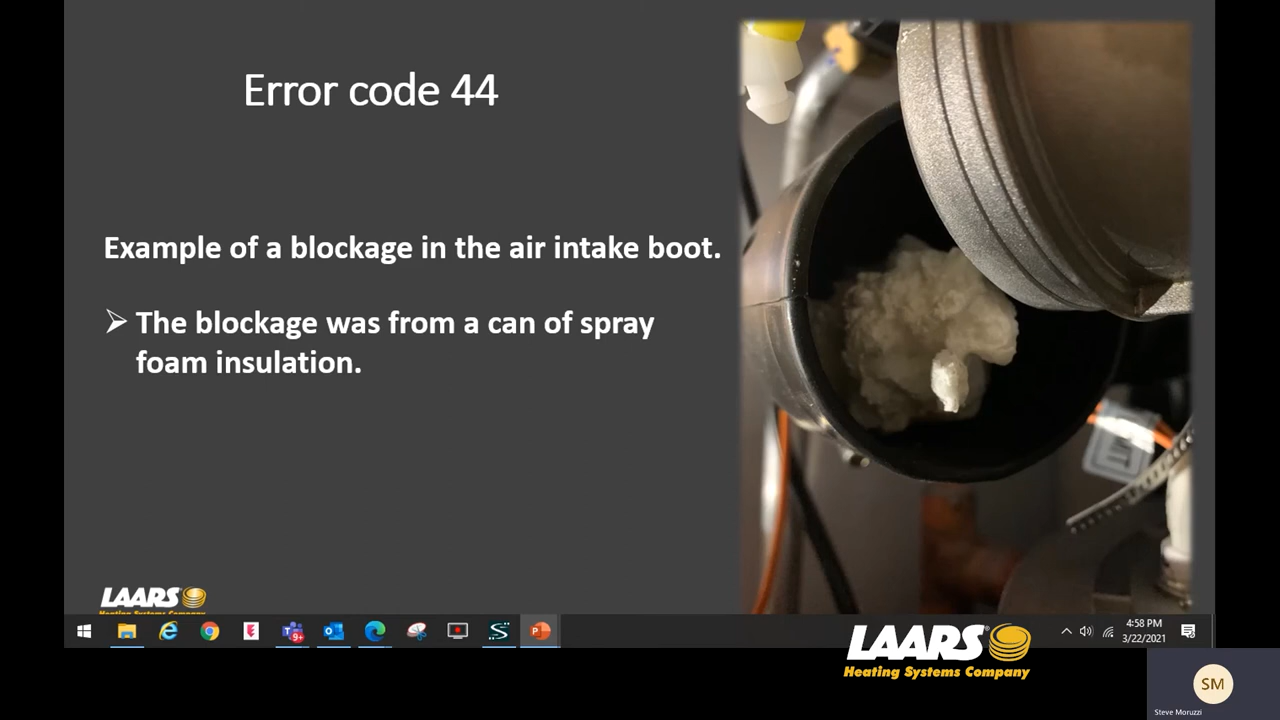 Error code 44
Example of a blockage in the air intake boot.
➢ The blockage was from a can of spray
foam insulation.
LAARS
Heating Systems Company
9+
4:58 PM
3/22/2021
LAARS
Heating Systems Company
SM
Steve Moruzzi